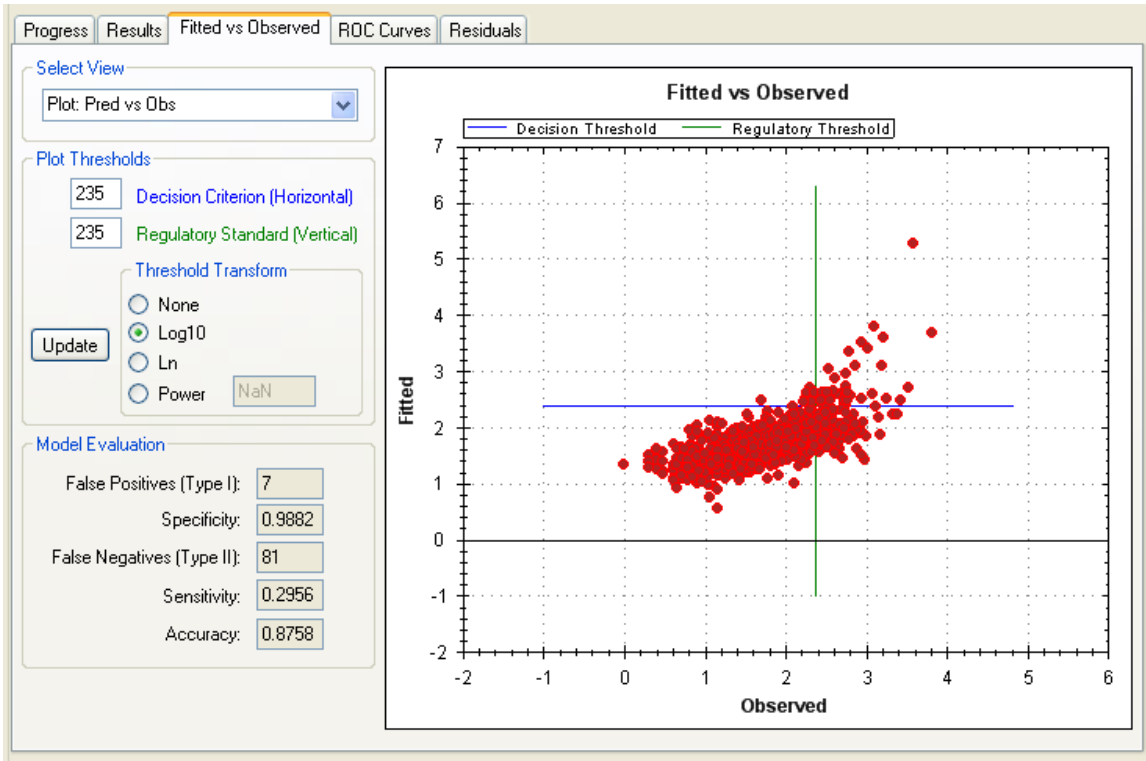 Progress Results Fitted vs Observed ROC Curves Residuals
Select View
Plot: Pred vs Obs
Plot Thresholds
235 Decision Criterion (Horizontal)
235 Regulatory Standard (Vertical)
Threshold Transform
None
Log10
Ln
Power NaN
Update
Model Evaluation
False Positives (Type I): 7
Specificity: 0.9882
False Negatives (Type II): 81
Sensitivity: 0.2956
Accuracy: 0.8758
Fitted vs Observed
Decision Threshold Regulatory Threshold
7
6
5
4
3
2
1
0
-1
-2
Fitted
-2 -1 0 1 2 3 4 5 6
Observed